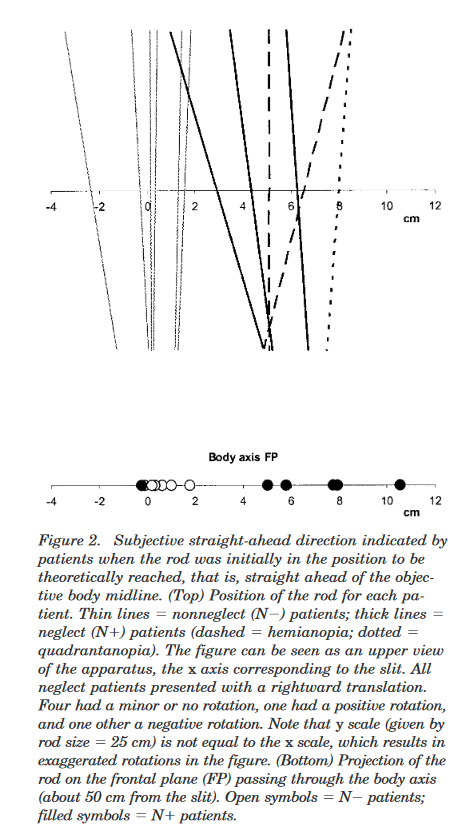 -4 -2 0 2 4 6 8 10 12
cm
Body axis FP
-4 -2 0 2 4 6 8 10 12
cm
Figure 2. Subjective straight-ahead direction indicated by
patients when the rod was initially in the position to be
theoretically reached, that is, straight ahead of the objec-
tive body midline. (Top) Position of the rod for each pa-
tient. Thin lines = nonneglect (N−) patients; thick lines =
neglect (N+) patients (dashed = hemianopia; dotted =
quadrantanopia). The figure can be seen as an upper view
of the apparatus, the x axis corresponding to the slit. All
neglect patients presented with a rightward translation.
Four had a minor or no rotation, one had a positive rotation,
and one other a negative rotation. Note that y scale (given by
rod size = 25 cm) is not equal to the x scale, which results in
exaggerated rotations in the figure. (Bottom) Projection of the
rod on the frontal plane (FP) passing through the body axis
(about 50 cm from the slit). Open symbols = N− patients;
filled symbols = N+ patients.